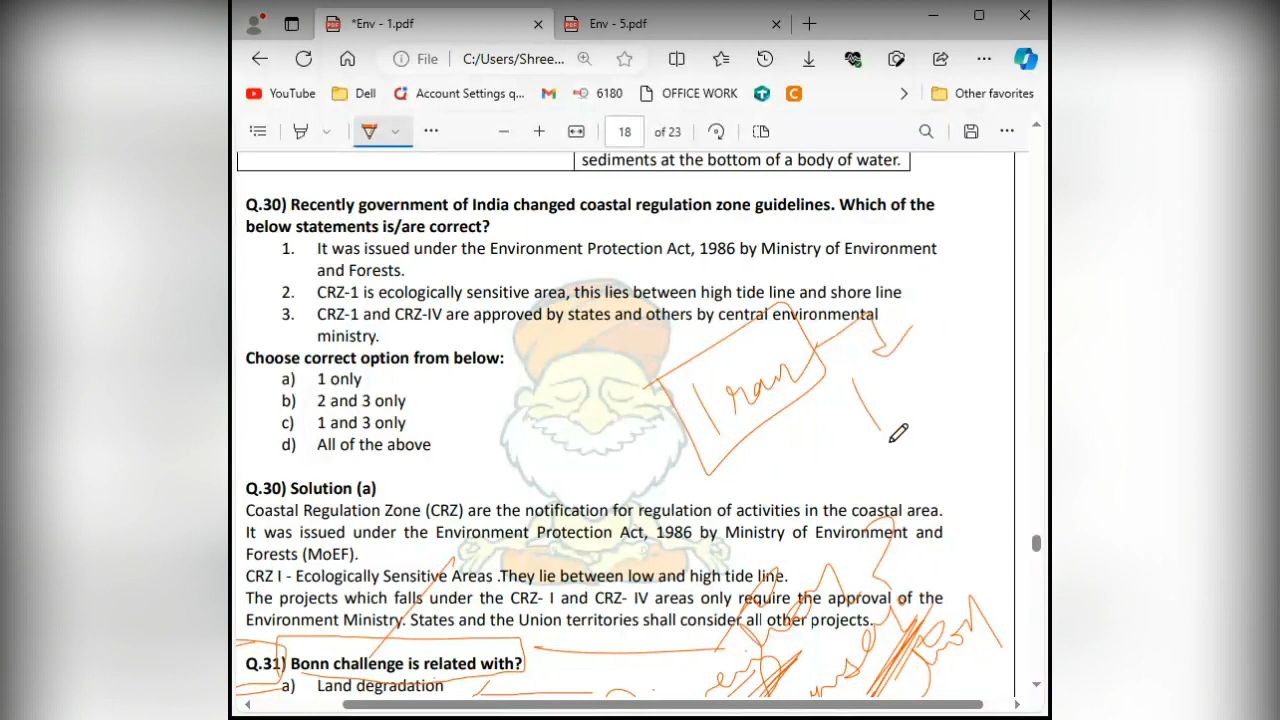 *Env - 1.pdf
Env - 5.pdf
File
C:/Users/Shree...
YouTube
Dell
Account Settings q...
6180
OFFICE WORK
Other favorites
18 of 23
sediments at the bottom of a body of water.
Q.30) Recently government of India changed coastal regulation zone guidelines. Which of the
below statements is/are correct?
1. It was issued under the Environment Protection Act, 1986 by Ministry of Environment
and Forests.
2. CRZ-1 is ecologically sensitive area, this lies between high tide line and shore line
3. CRZ-1 and CRZ-IV are approved by states and others by central environmental
ministry.
Choose correct option from below:
a) 1 only
b) 2 and 3 only
c) 1 and 3 only
d) All of the above
Iran
Q.30) Solution (a)
Coastal Regulation Zone (CRZ) are the notification for regulation of activities in the coastal area.
It was issued under the Environment Protection Act, 1986 by Ministry of Environment and
Forests (MoEF).
CRZ I - Ecologically Sensitive Areas .They lie between low and high tide line.
The projects which falls under the CRZ- I and CRZ- IV areas only require the approval of the
Environment Ministry. States and the Union territories shall consider all other projects.
Q.31) Bonn challenge is related with?
a) Land degradation